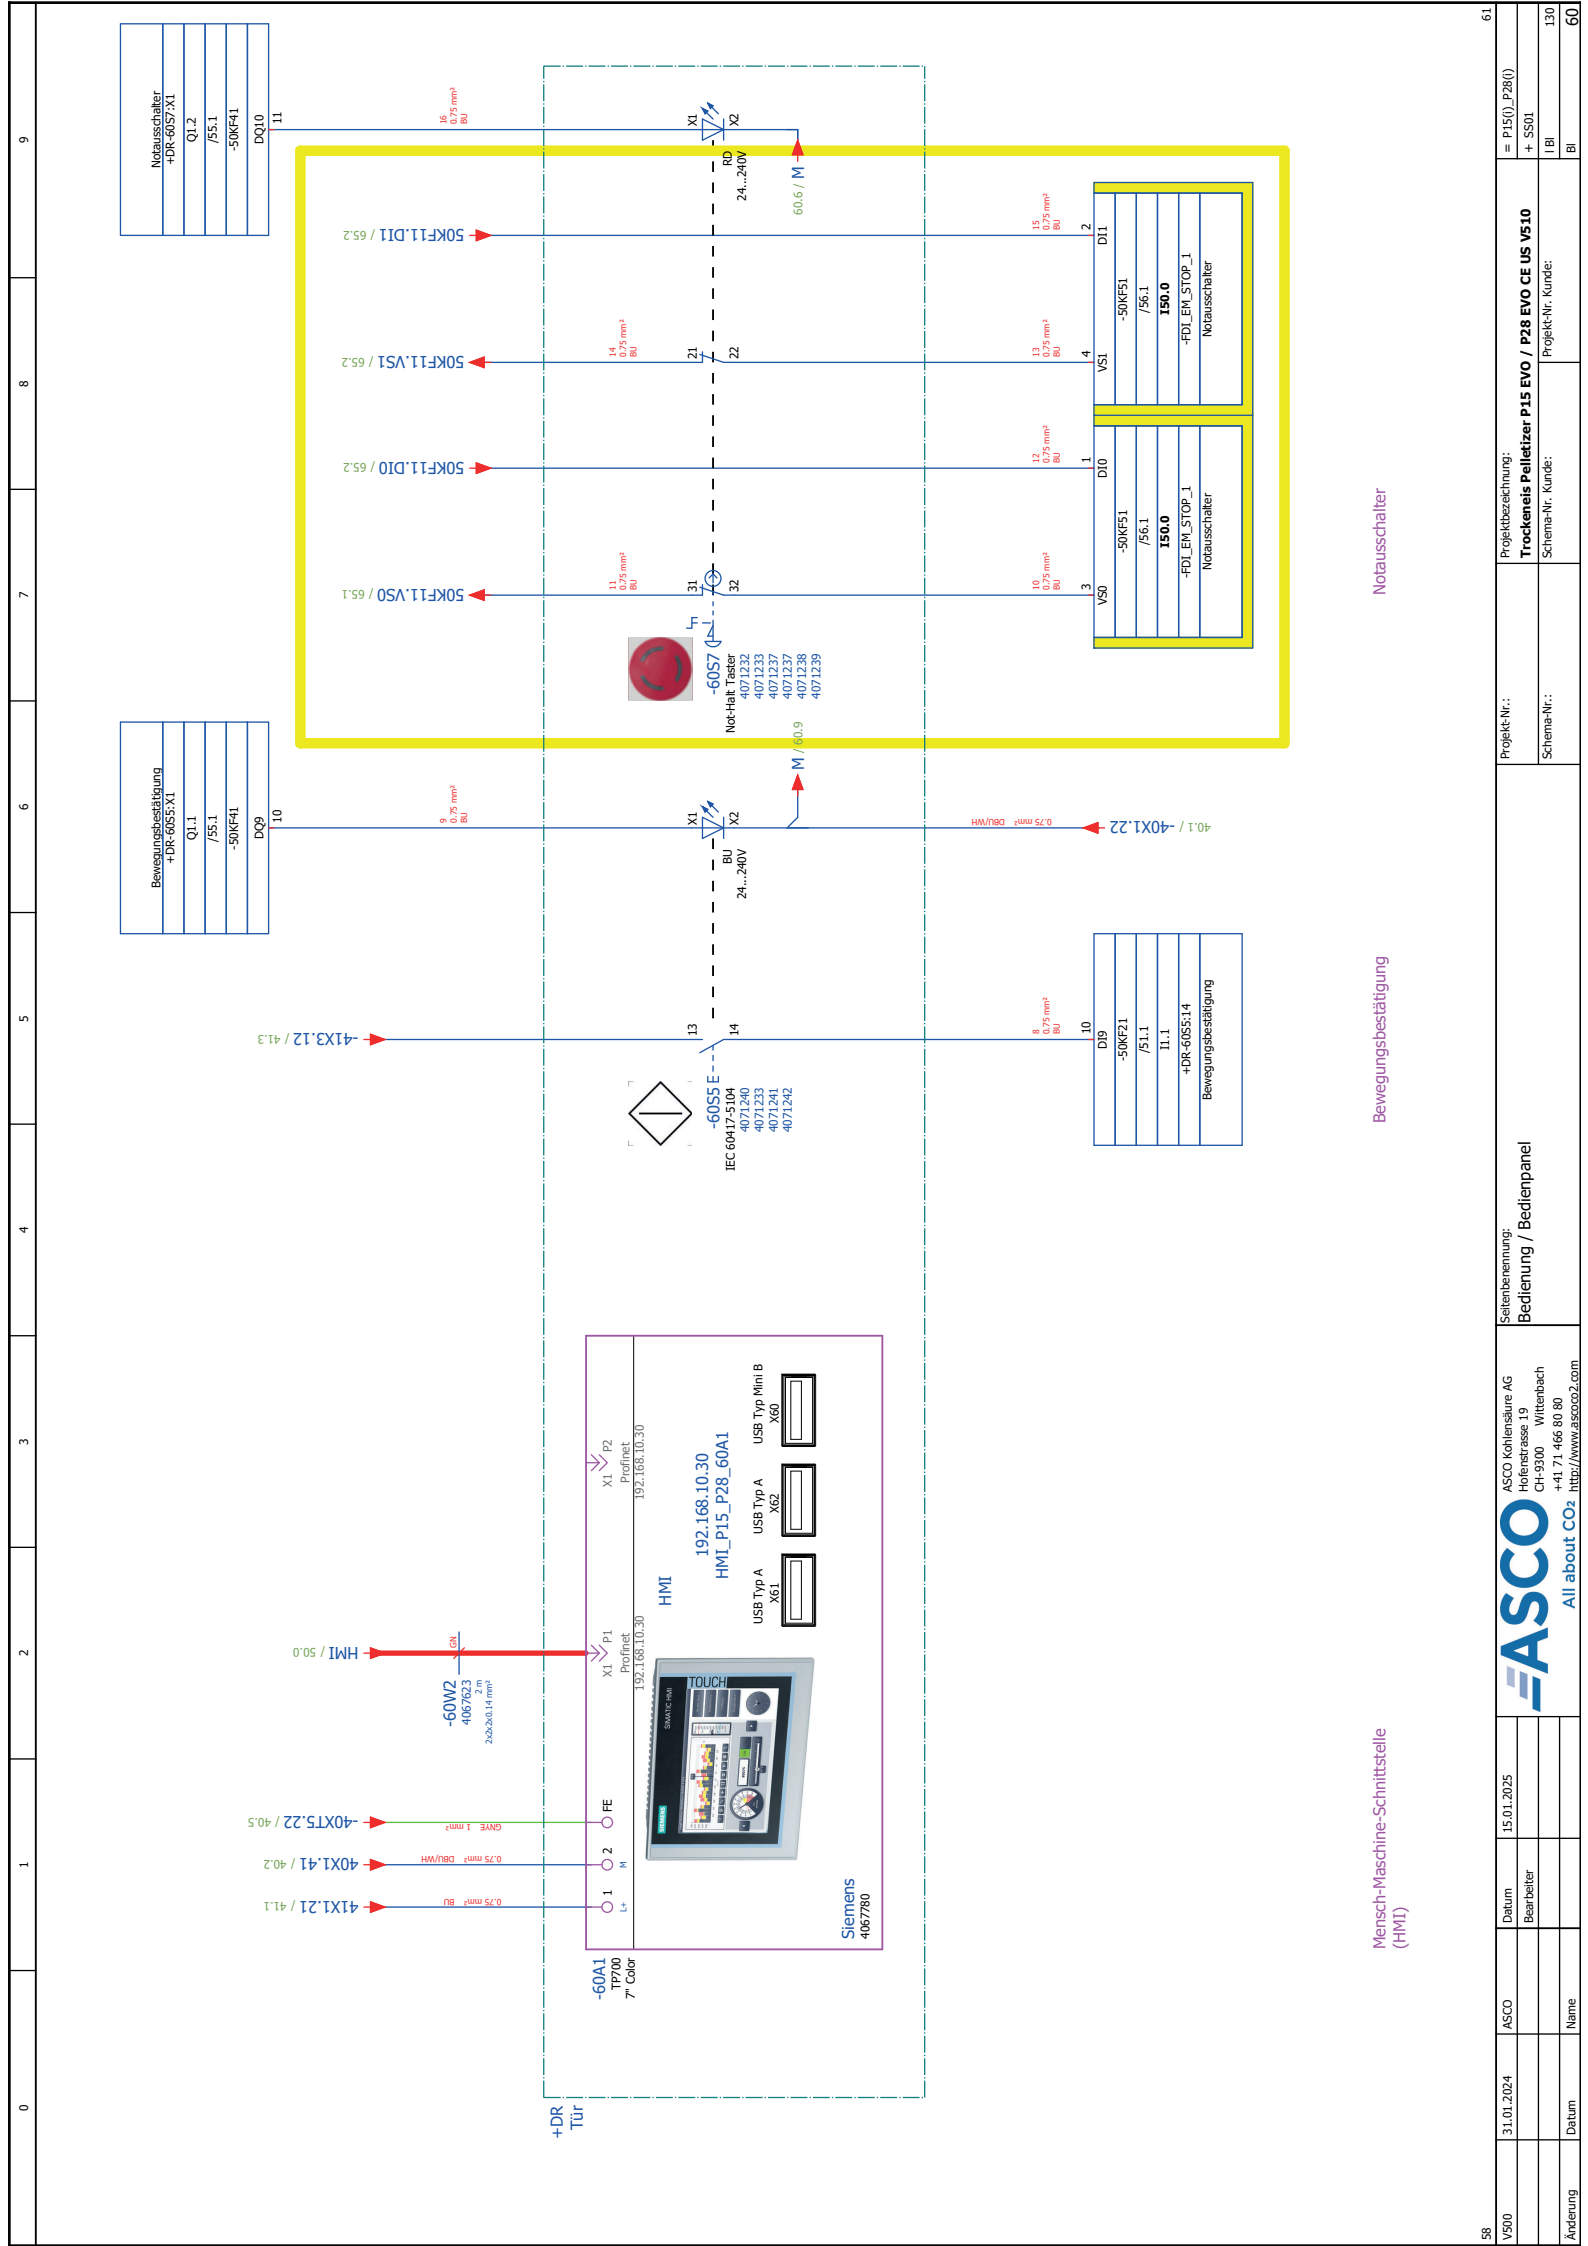 0
1
2
3
4
5
6
7
8
9
Bewegungsbestätigung
+DR-60S5:X1
Q1.1
/55.1
-50KF41
DQ9
10
Notausschalter
+DR-60S7:X1
Q1.2
/55.1
-50KF41
DQ10
11
41X1.21 / 41.1
40X1.41 / 40.2
-40XT5.22 / 40.5
HMI / 50.0
-41X3.12 / 41.3
50KF11.VS0 / 65.1
50KF11.DI0 / 65.2
50KF11.VS1 / 65.2
50KF11.DI1 / 65.2
-60W2
4067623
2 m
2x2x0.14 mm²
GN
0.75 mm² BU
0.75 mm² DBU/WH
GNYE 1 mm²
9
0.75 mm²
BU
11
0.75 mm²
BU
14
0.75 mm²
BU
16
0.75 mm²
BU
+DR
Tür
-60A1
TP700
7" Color
1
L+
2
M
FE
X1 P1
Profinet
192.168.10.30
X1 P2
Profinet
192.168.10.30
HMI
192.168.10.30
HMI_P15_P28_60A1
SIEMENS
SIMATIC HMI
TOUCH
USB Typ A
X61
USB Typ A
X62
USB Typ Mini B
X60
Siemens
4067780
-60S5 E
IEC 60417-5104
4071240
4071233
4071241
4071242
13
14
X1
X2
BU
24...240V
M / 60.9
-60S7
Not-Halt Taster
4071232
4071233
4071237
4071237
4071238
4071239
31
32
21
22
X1
X2
RD
24...240V
60.6 / M
0.75 mm² DBU/WH
40.1 / -40X1.22
8
0.75 mm²
BU
10
0.75 mm²
BU
12
0.75 mm²
BU
13
0.75 mm²
BU
15
0.75 mm²
BU
10
DI9
-50KF21
/51.1
I1.1
+DR-60S5:14
Bewegungsbestätigung
3
VS0
1
DI0
-50KF51
/56.1
I50.0
-FDI_EM_STOP_1
Notausschalter
4
VS1
2
DI1
-50KF51
/56.1
I50.0
-FDI_EM_STOP_1
Notausschalter
Mensch-Maschine-Schnittstelle
(HMI)
Bewegungsbestätigung
Notausschalter
58
61
V500
31.01.2024
ASCO
Änderung
Datum
Name
Datum
15.01.2025
Bearbeiter
ASCO
All about CO2
ASCO Kohlensäure AG
Hofenstrasse 19
CH-9300 Wittenbach
+41 71 466 80 80
http://www.ascoco2.com
Seitenbenennung:
Bedienung / Bedienpanel
Projekt-Nr.:
Schema-Nr.:
Projektbezeichnung:
Trockeneis Pelletizer P15 EVO / P28 EVO CE US V510
Schema-Nr. Kunde:
Projekt-Nr. Kunde:
= P15(i)_P28(i)
+ SS01
I Bl 130
Bl 60